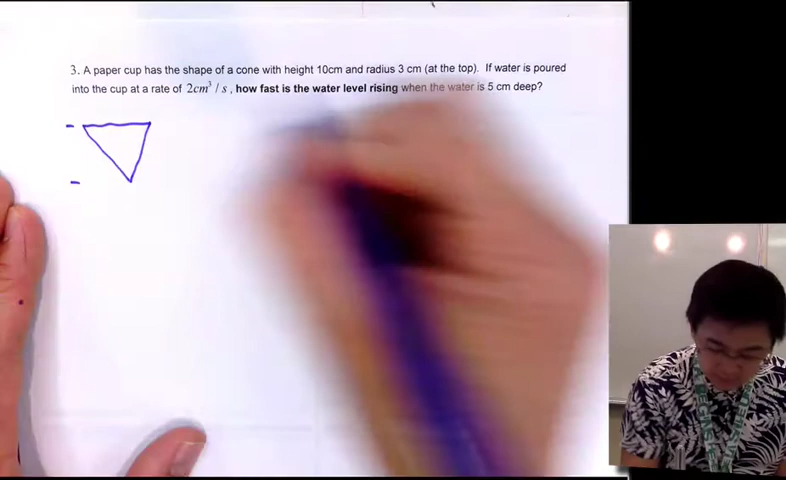 3. A paper cup has the shape of a cone with height 10cm and radius 3 cm (at the top). If water is poured
into the cup at a rate of 2cm³ / s , how fast is the water level rising when the water is 5 cm deep?